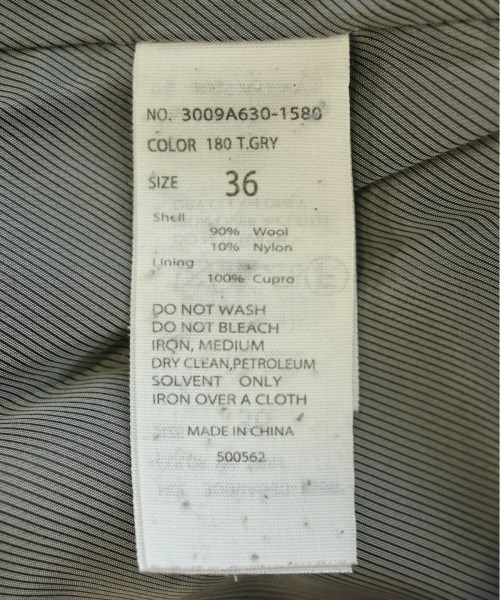 NO. 3009A630-1580
COLOR 180 T.GRY
SIZE 36
Shell
90% Wool
10% Nylon
Lining
100% Cupro
DO NOT WASH
DO NOT BLEACH
IRON, MEDIUM
DRY CLEAN,PETROLEUM
SOLVENT ONLY
IRON OVER A CLOTH
MADE IN CHINA
500562